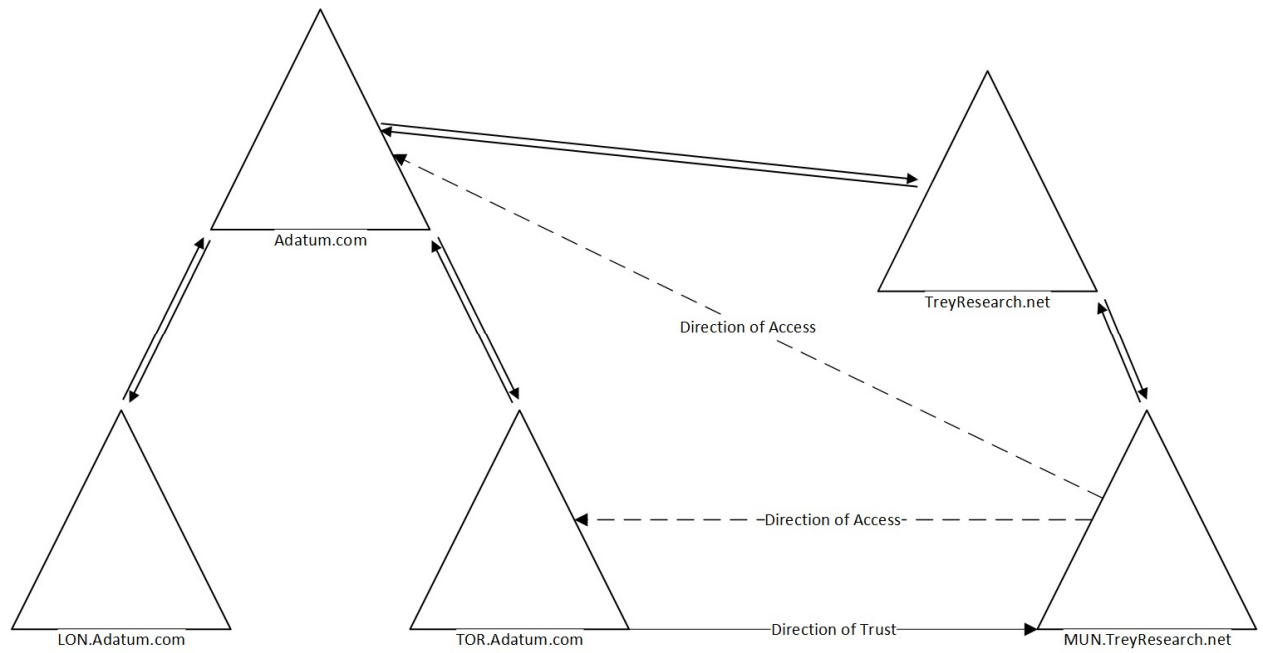 Adatum.com
TreyResearch.net
Direction of Access
Direction of Access
LON.Adatum.com
TOR.Adatum.com
Direction of Trust
MUN.TreyResearch.net